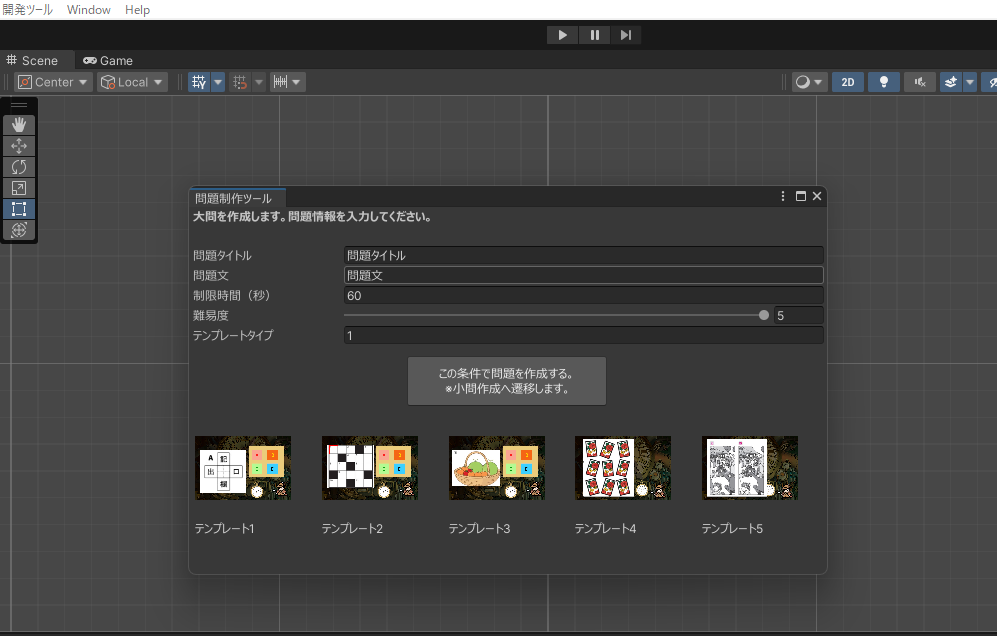 開発ツール Window Help
Scene Game
Center Local 2D
問題制作ツール
大問を作成します。問題情報を入力してください。
問題タイトル 問題タイトル
問題文 問題文
制限時間（秒） 60
難易度 5
テンプレートタイプ 1
この条件で問題を作成する。
※小問作成へ遷移します。
A
出 口
テンプレート1 テンプレート2 テンプレート3 テンプレート4 テンプレート5